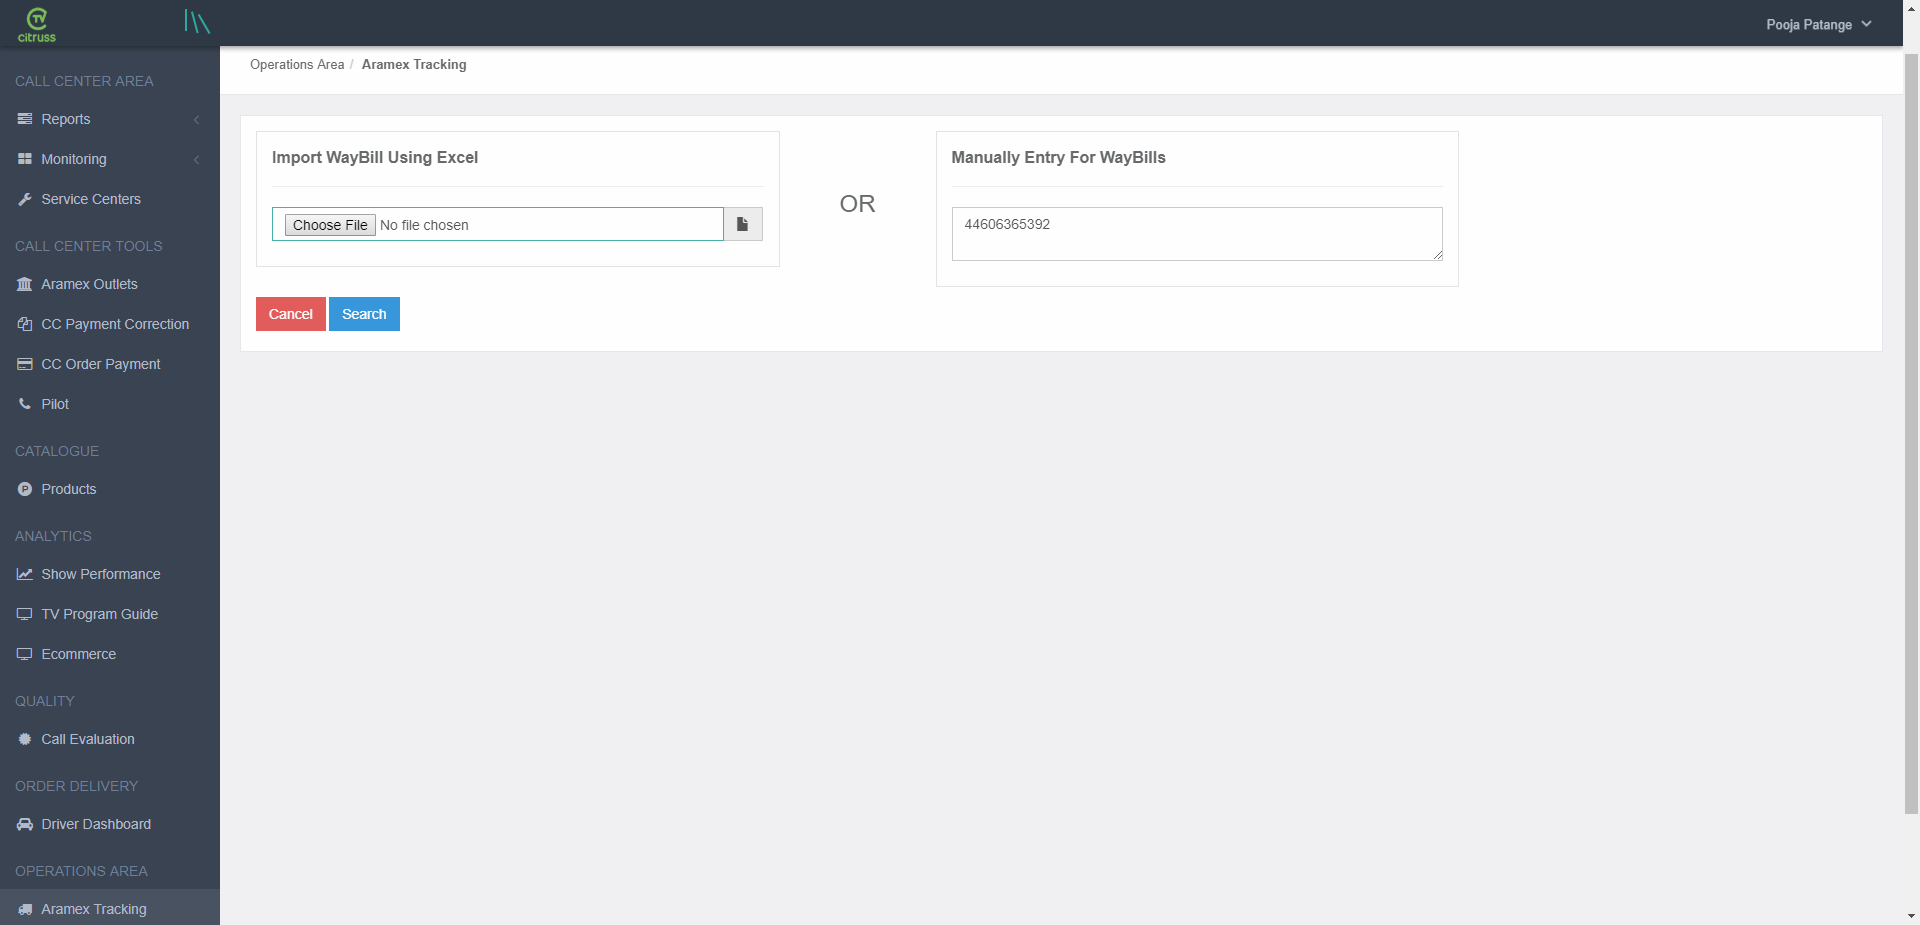 TV
citruss
Pooja Patange
Operations Area / Aramex Tracking
CALL CENTER AREA
Reports
Monitoring
Service Centers
CALL CENTER TOOLS
Aramex Outlets
CC Payment Correction
CC Order Payment
Pilot
CATALOGUE
P Products
ANALYTICS
Show Performance
TV Program Guide
Ecommerce
QUALITY
Call Evaluation
ORDER DELIVERY
Driver Dashboard
OPERATIONS AREA
Aramex Tracking
Import WayBill Using Excel
Choose File No file chosen
OR
Manually Entry For WayBills
44606365392
Cancel Search